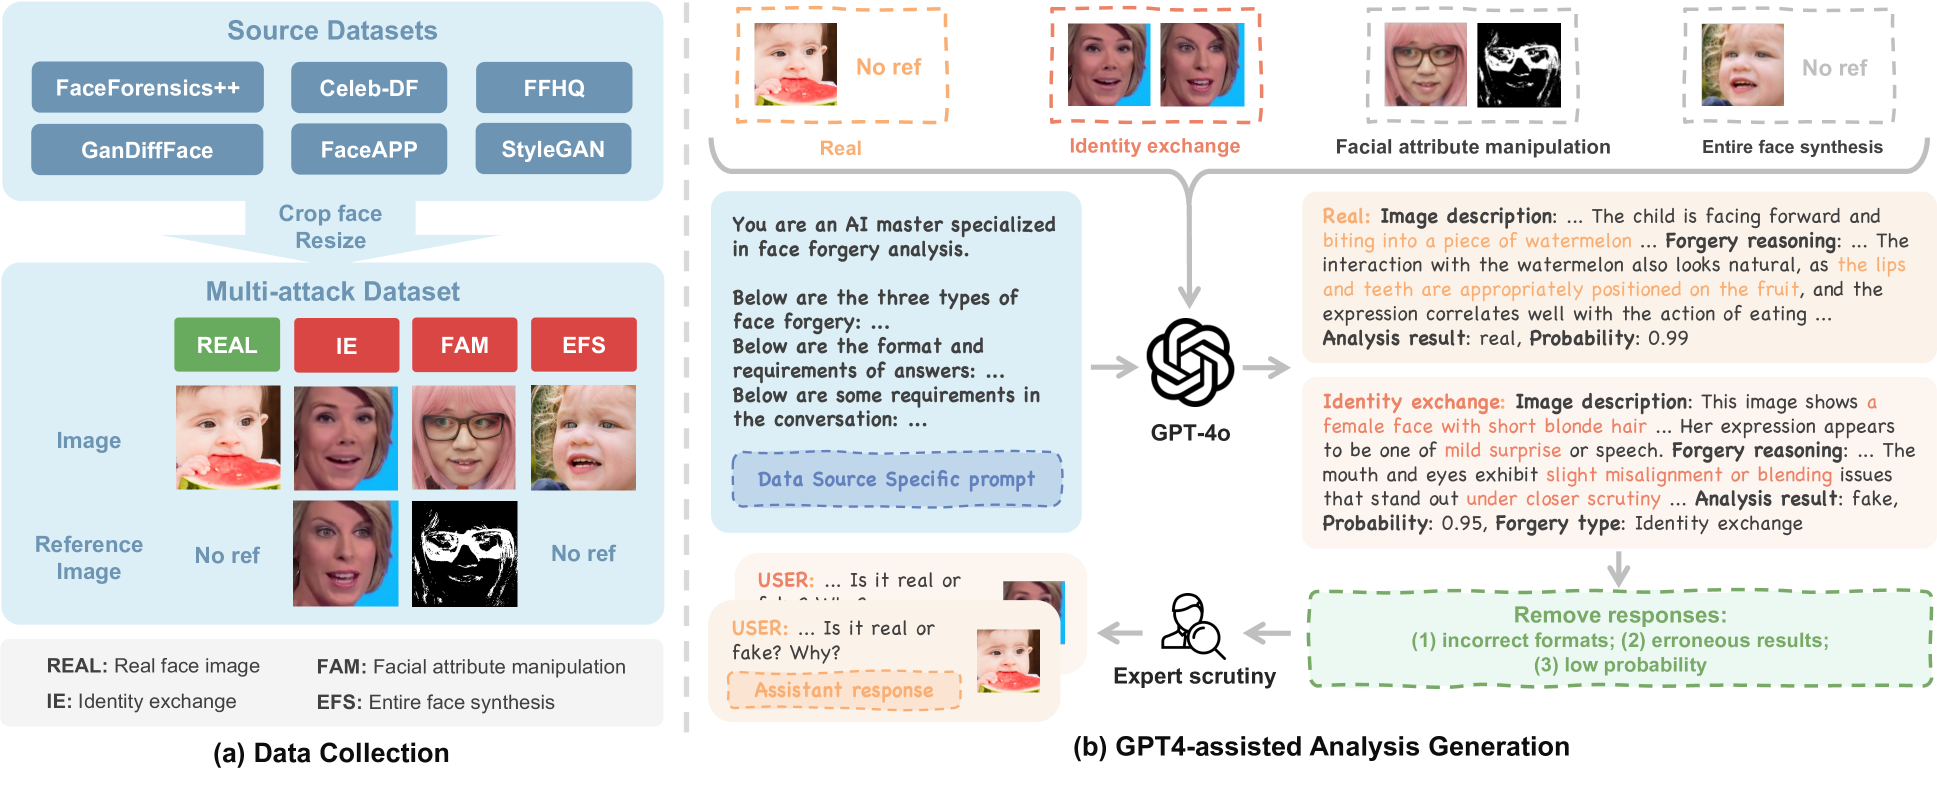 Source Datasets
FaceForensics++
Celeb-DF
FFHQ
GanDiffFace
FaceAPP
StyleGAN
Crop face
Resize
Multi-attack Dataset
REAL
IE
FAM
EFS
Image
Reference
Image
No ref
No ref
REAL: Real face image
FAM: Facial attribute manipulation
IE: Identity exchange
EFS: Entire face synthesis
(a) Data Collection
No ref
Real
Identity exchange
Facial attribute manipulation
No ref
Entire face synthesis
You are an AI master specialized
in face forgery analysis.
Below are the three types of
face forgery: ...
Below are the format and
requirements of answers: ...
Below are some requirements in
the conversation: ...
Data Source Specific prompt
GPT-4o
Real: Image description: ... The child is facing forward and
biting into a piece of watermelon ... Forgery reasoning: ... The
interaction with the watermelon also looks natural, as the lips
and teeth are appropriately positioned on the fruit, and the
expression correlates well with the action of eating ...
Analysis result: real, Probability: 0.99
Identity exchange: Image description: This image shows a
female face with short blonde hair ... Her expression appears
to be one of mild surprise or speech. Forgery reasoning: ... The
mouth and eyes exhibit slight misalignment or blending issues
that stand out under closer scrutiny ... Analysis result: fake,
Probability: 0.95, Forgery type: Identity exchange
Remove responses:
(1) incorrect formats; (2) erroneous results;
(3) low probability
Expert scrutiny
USER: ... Is it real or
USER: ... Is it real or
fake? Why?
Assistant response
(b) GPT4-assisted Analysis Generation